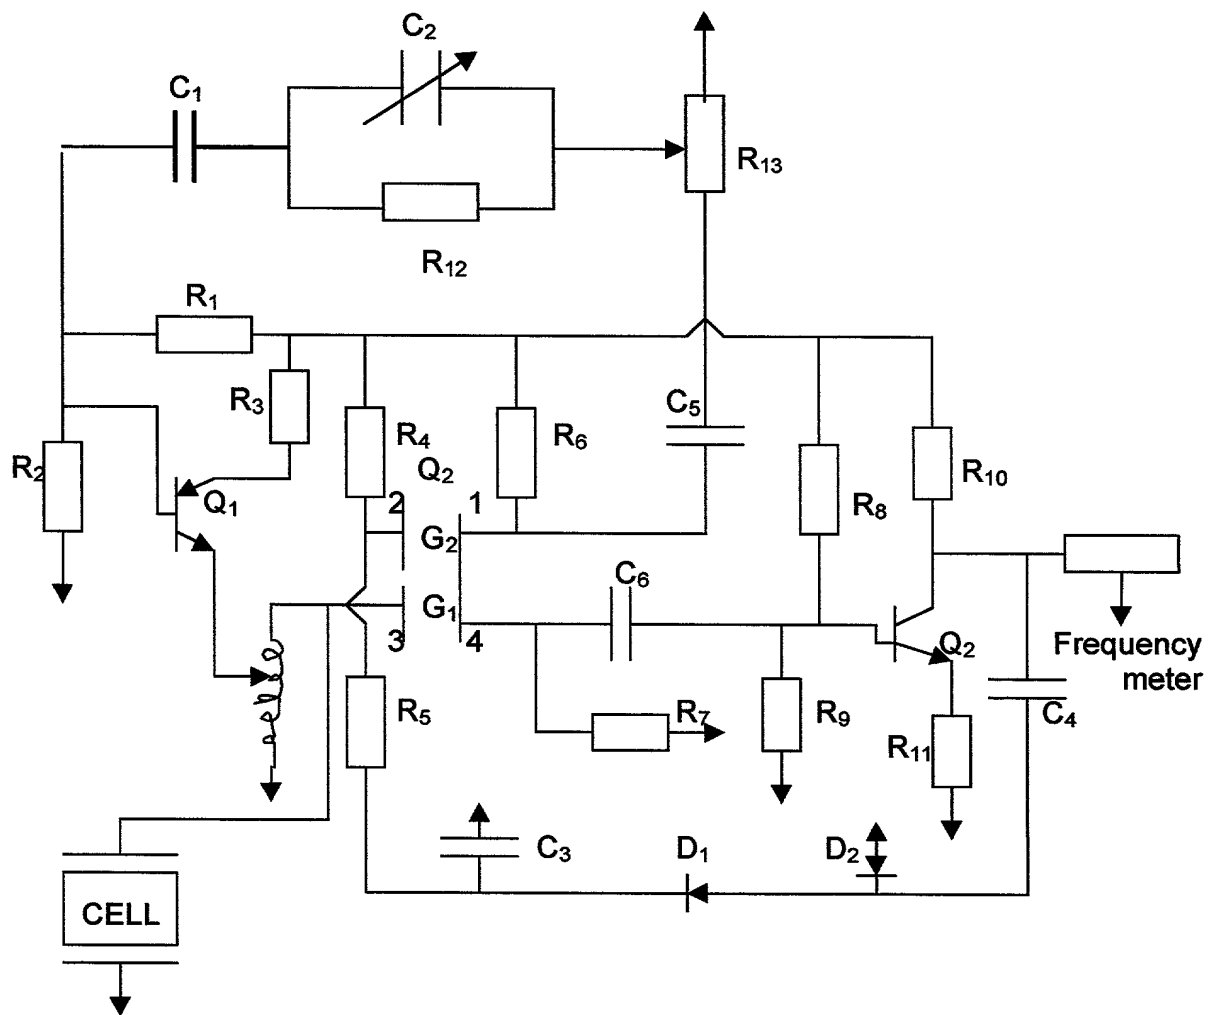 C₂
C₁
R₁₃
R₁₂
R₁
R₃
C₅
R₄
R₆
R₂
Q₂
R₁₀
Q₁
2
1
R₈
G₂
C₆
G₁
3
4
Q₂
Frequency
meter
R₅
R₇
R₉
C₄
R₁₁
C₃
D₁
D₂
CELL